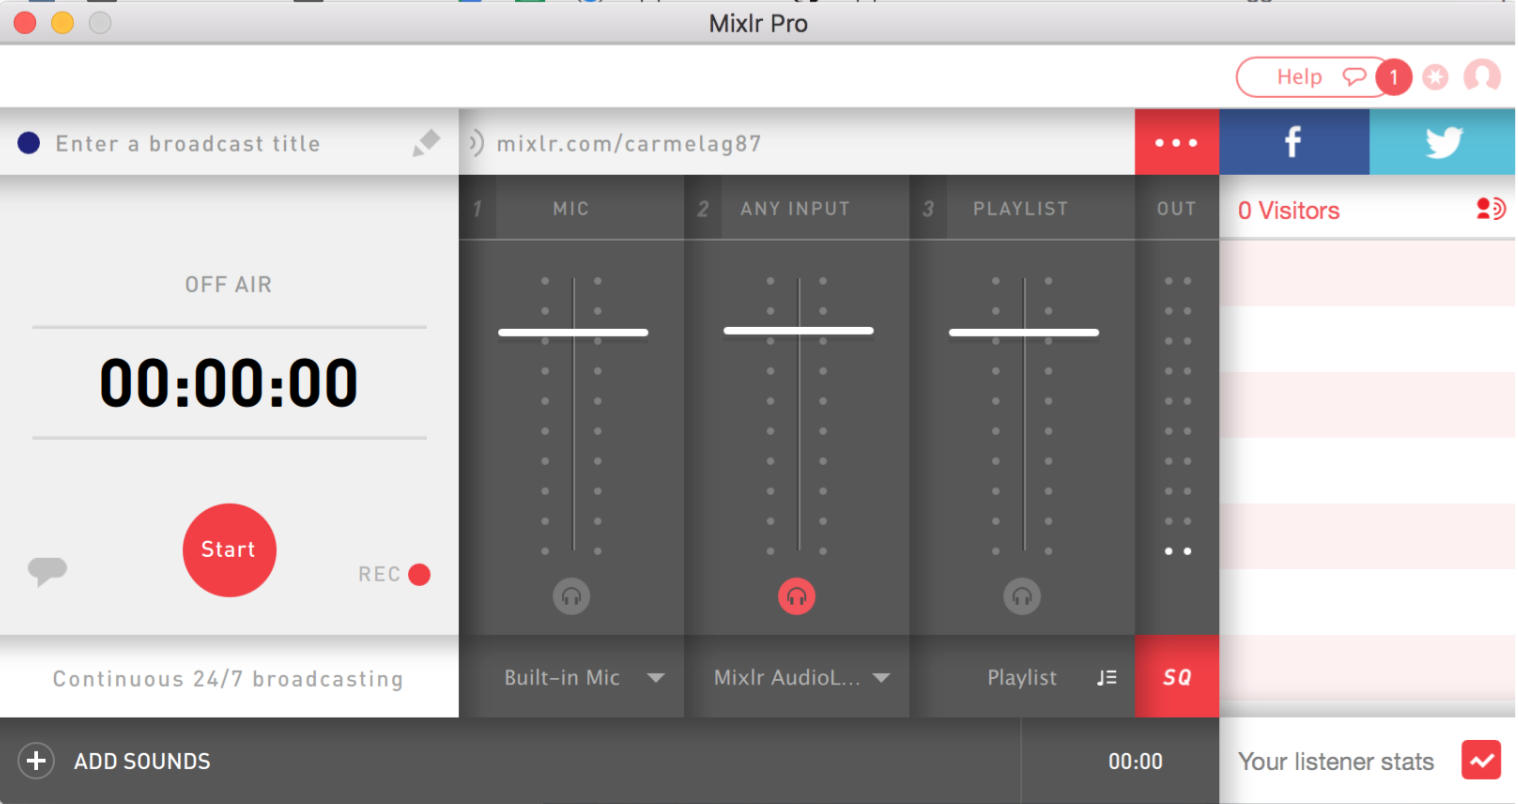 Mixlr Pro
Help 1
Enter a broadcast title
mixlr.com/carmelag87
1 MIC 2 ANY INPUT 3 PLAYLIST OUT
0 Visitors
OFF AIR
00:00:00
Start
REC
Continuous 24/7 broadcasting
Built-in Mic Mixlr AudioL... Playlist SQ
ADD SOUNDS
00:00
Your listener stats